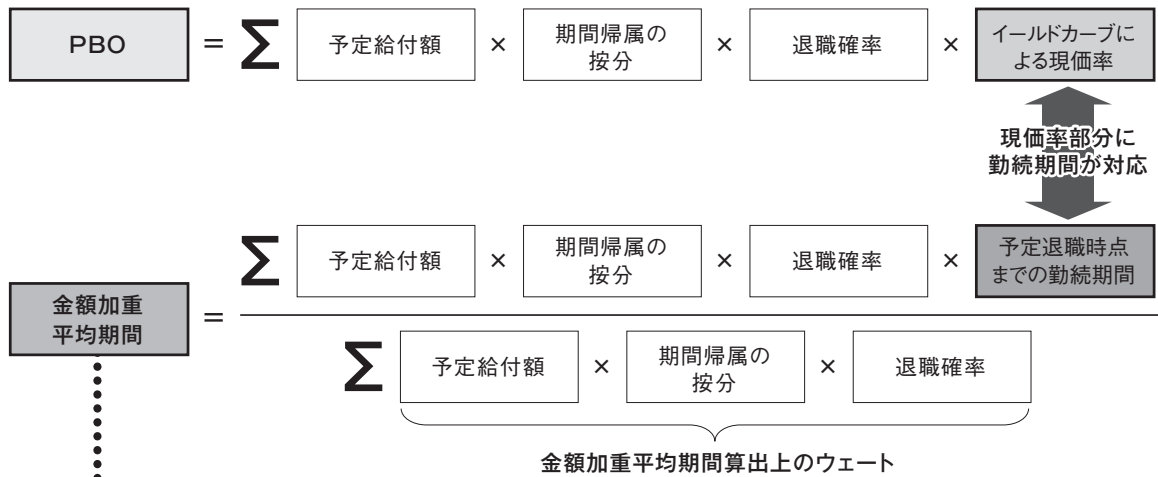 PBO = Σ 予定給付額 × 期間帰属の按分 × 退職確率 × イールドカーブによる現価率
現価率部分に
勤続期間が対応
Σ 予定給付額 × 期間帰属の按分 × 退職確率 × 予定退職時点までの勤続期間
金額加重
平均期間
=
Σ 予定給付額 × 期間帰属の按分 × 退職確率
金額加重平均期間算出上のウェート